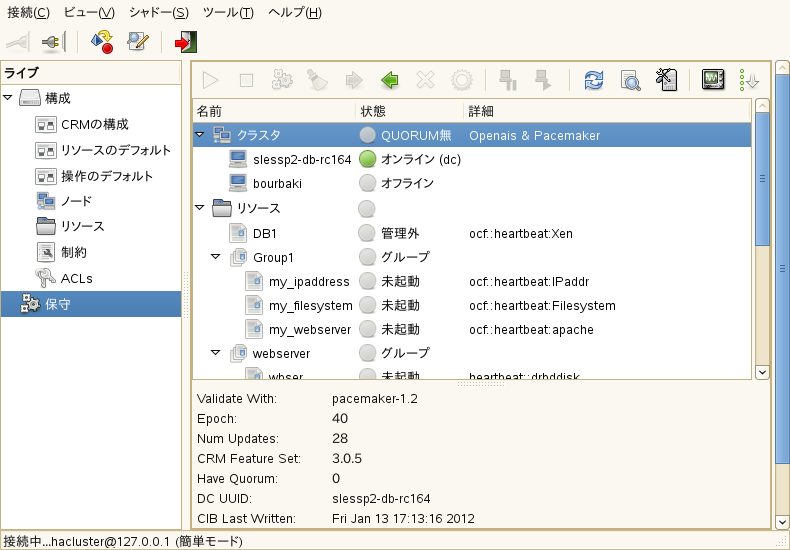 接続(C) ビュー(V) シャドー(S) ツール(T) ヘルプ(H)
ライブ
構成
CRMの構成
リソースのデフォルト
操作のデフォルト
ノード
リソース
制約
ACLs
保守
名前 状態 詳細
クラスタ QUORUM無 Openais & Pacemaker
slessp2-db-rc164 オンライン (dc)
bourbaki オフライン
リソース
DB1 管理外 ocf::heartbeat:Xen
Group1 グループ
my_ipaddress 未起動 ocf::heartbeat:IPaddr
my_filesystem 未起動 ocf::heartbeat:Filesystem
my_webserver 未起動 ocf::heartbeat:apache
webserver グループ
wbser 未起動 heartbeat::drbddisk
Validate With: pacemaker-1.2
Epoch: 40
Num Updates: 28
CRM Feature Set: 3.0.5
Have Quorum: 0
DC UUID: slessp2-db-rc164
CIB Last Written: Fri Jan 13 17:13:16 2012
接続中...hacluster@127.0.0.1 (簡単モード)